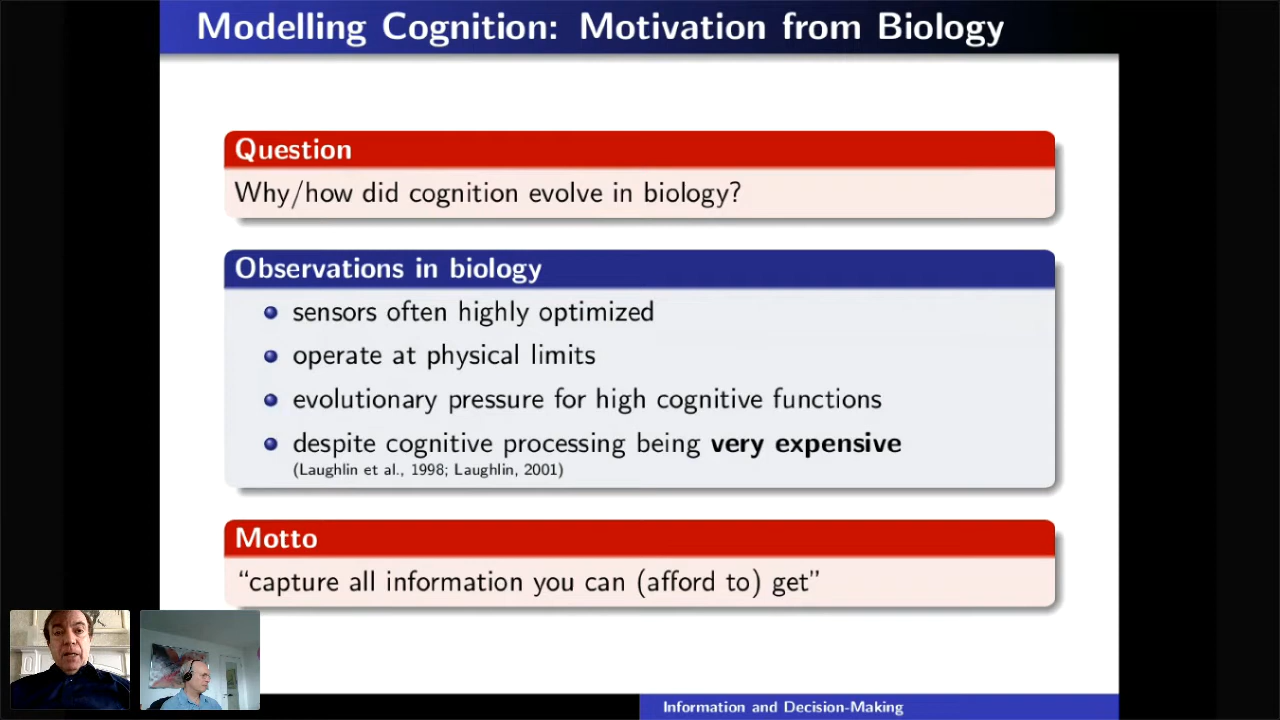 Modelling Cognition: Motivation from Biology
Question
Why/how did cognition evolve in biology?
Observations in biology
sensors often highly optimized
operate at physical limits
evolutionary pressure for high cognitive functions
despite cognitive processing being very expensive
(Laughlin et al., 1998; Laughlin, 2001)
Motto
“capture all information you can (afford to) get”
Information and Decision-Making